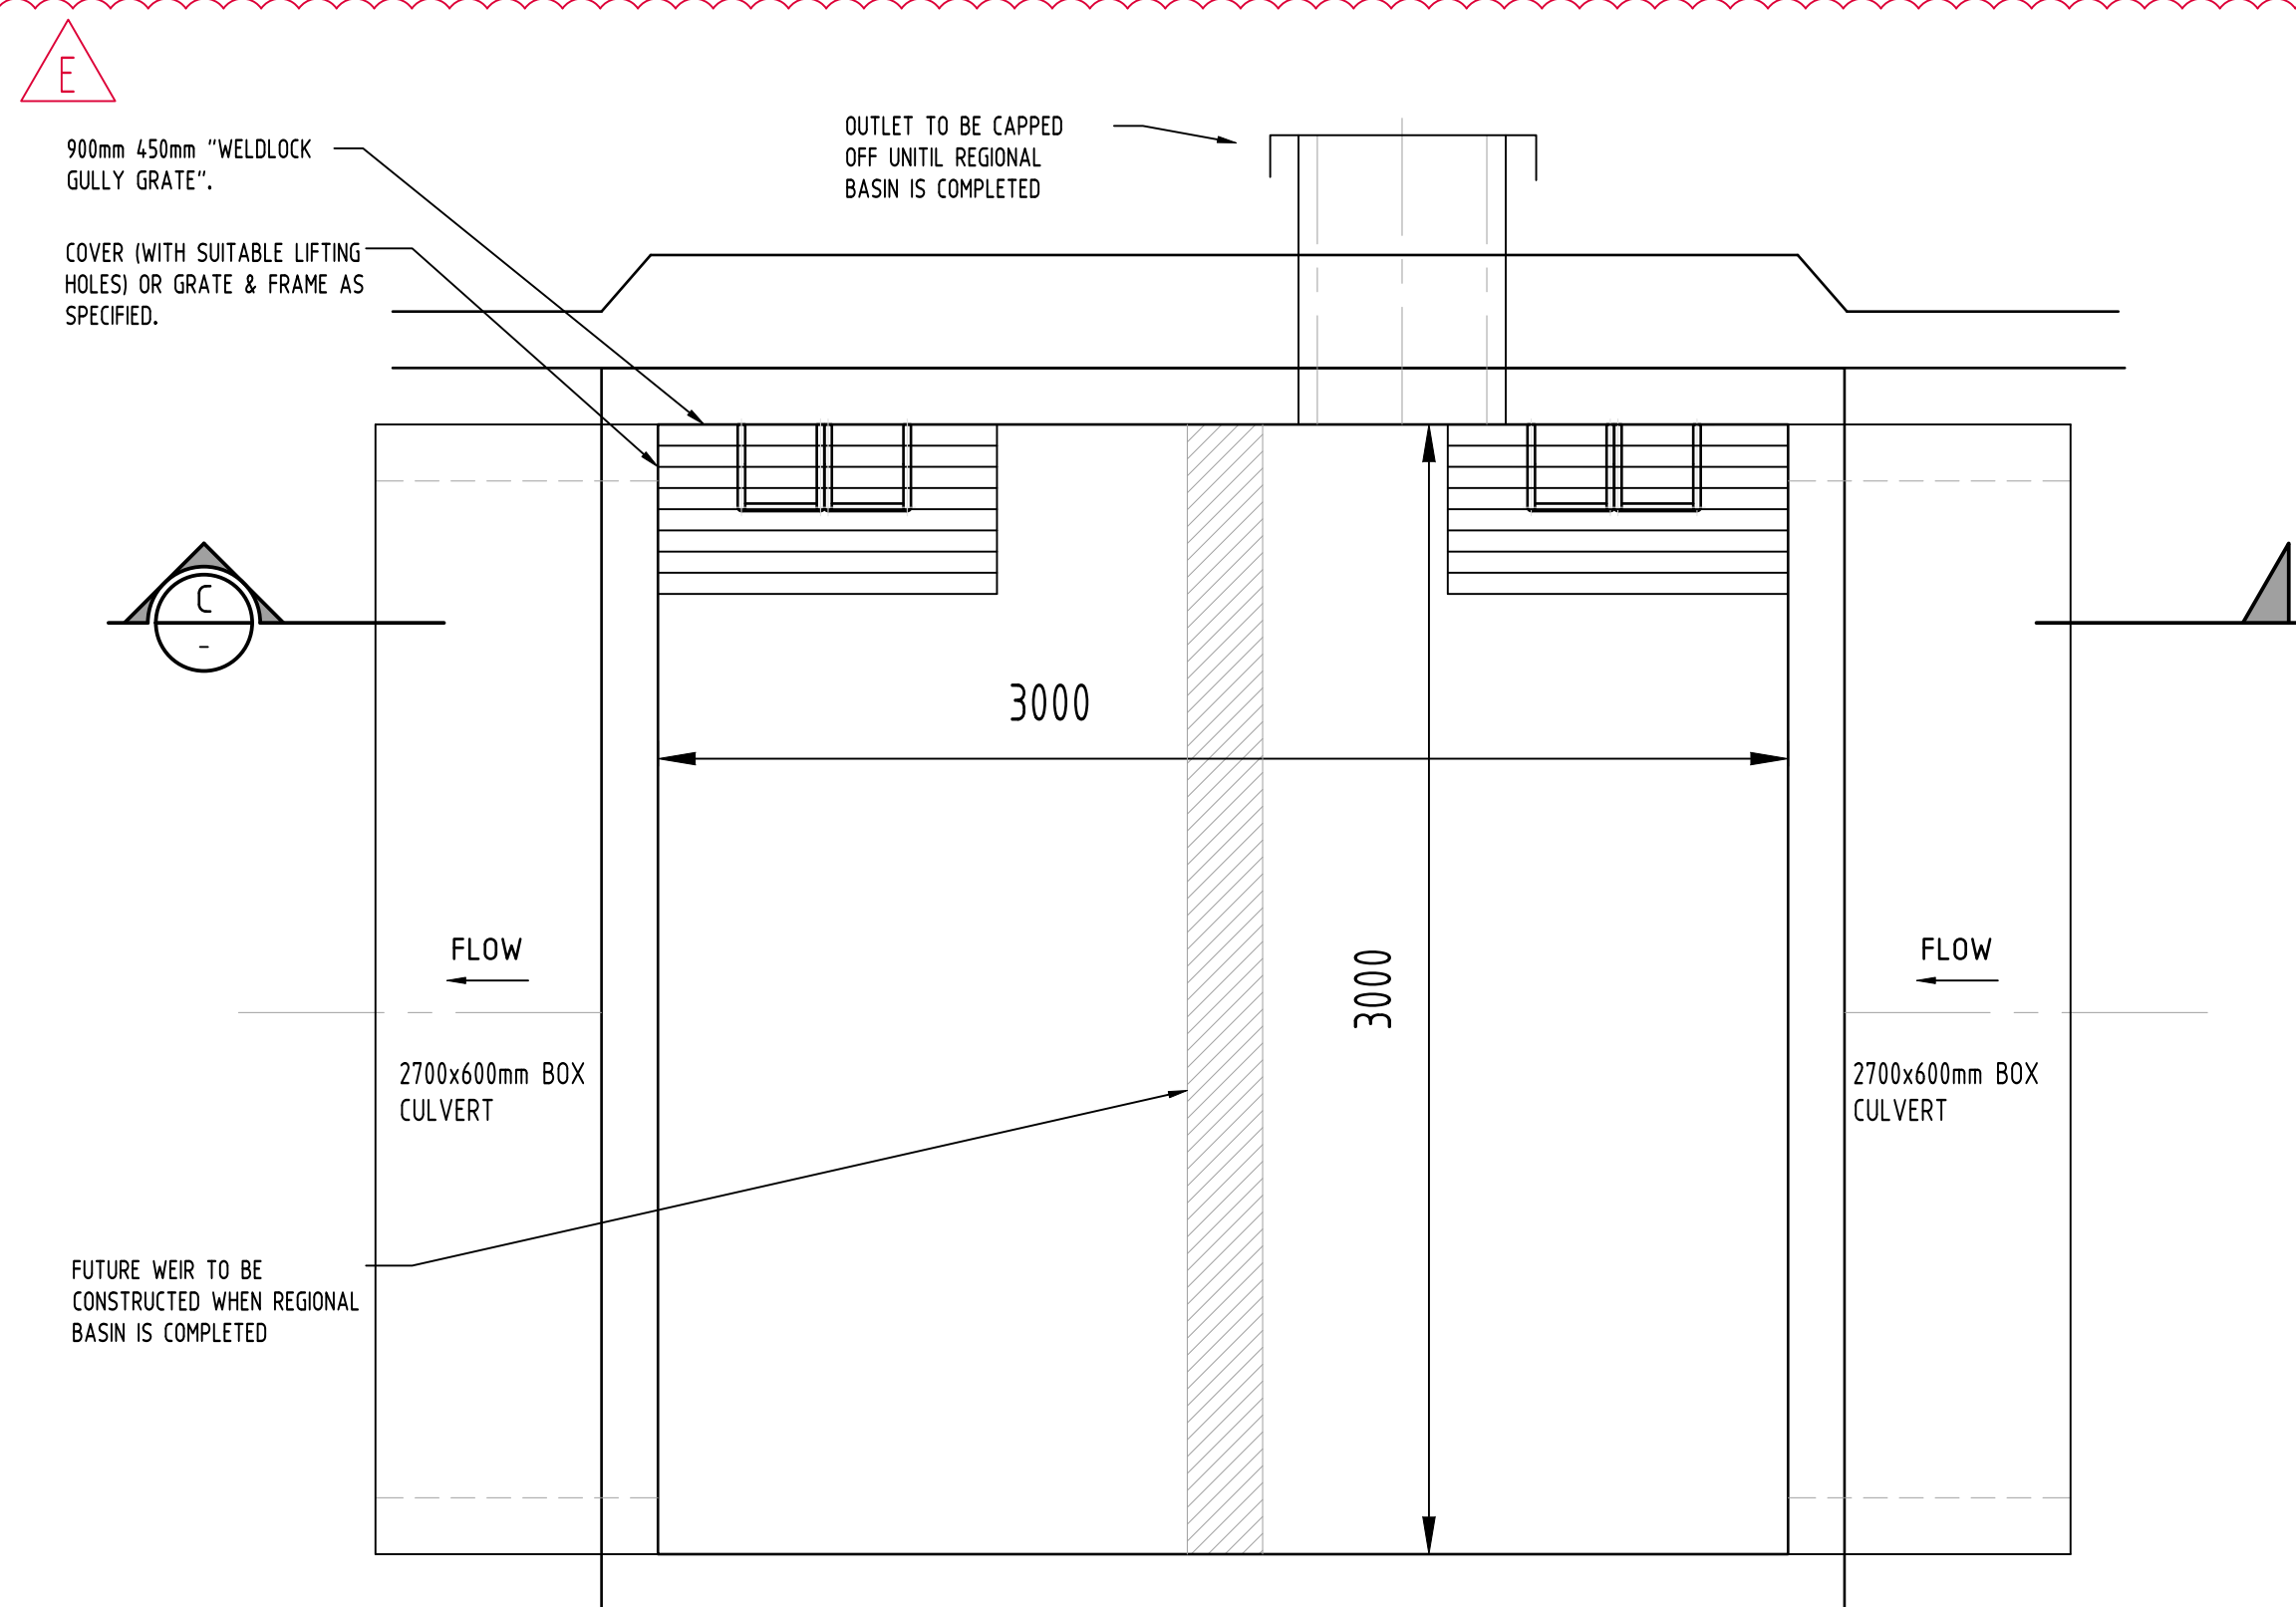 E
900mm 450mm "WELDLOCK
GULLY GRATE".
OUTLET TO BE CAPPED
OFF UNITIL REGIONAL
BASIN IS COMPLETED
COVER (WITH SUITABLE LIFTING
HOLES) OR GRATE & FRAME AS
SPECIFIED.
C
-
3000
3000
FLOW
2700x600mm BOX
CULVERT
FLOW
2700x600mm BOX
CULVERT
FUTURE WEIR TO BE
CONSTRUCTED WHEN REGIONAL
BASIN IS COMPLETED